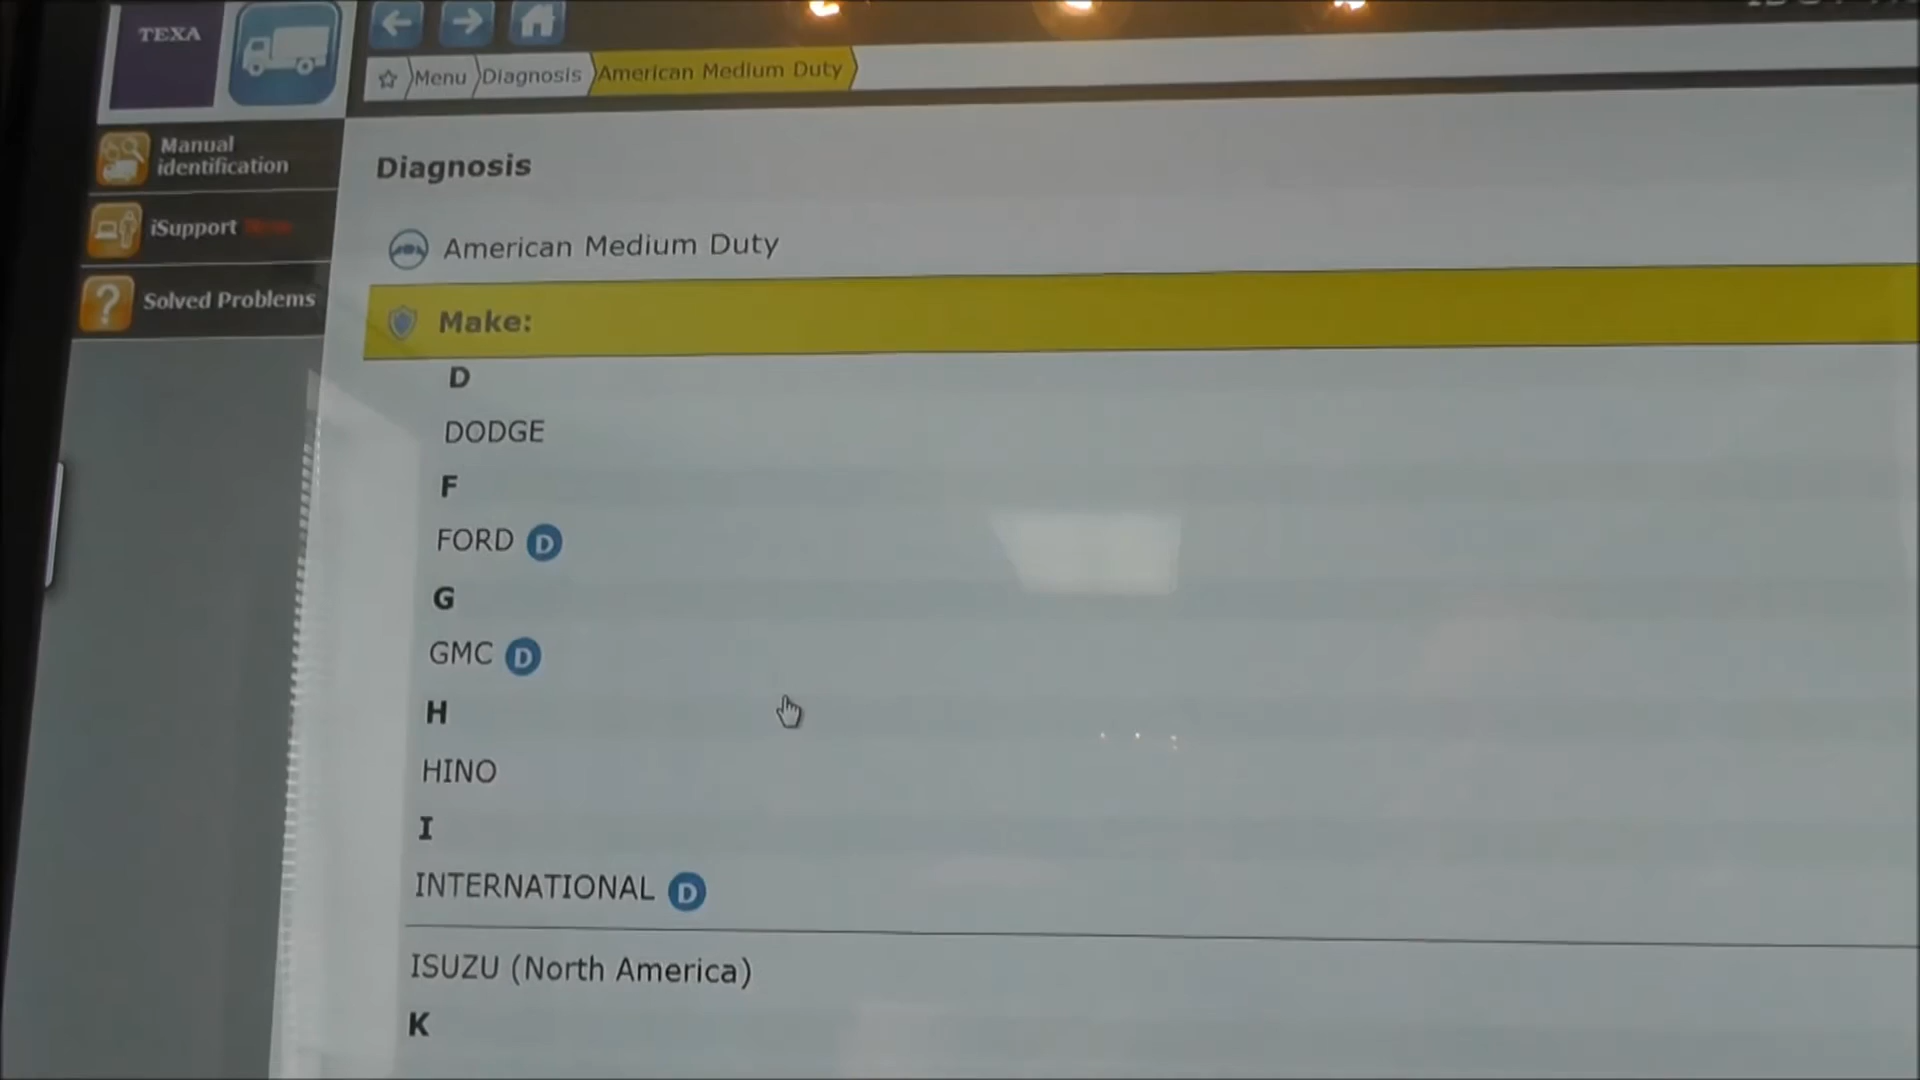 TEXA
Menu Diagnosis American Medium Duty
Manual
identification
iSupport
Solved Problems
Diagnosis
American Medium Duty
Make:
D
DODGE
F
FORD D
G
GMC D
H
HINO
I
INTERNATIONAL D
ISUZU (North America)
K